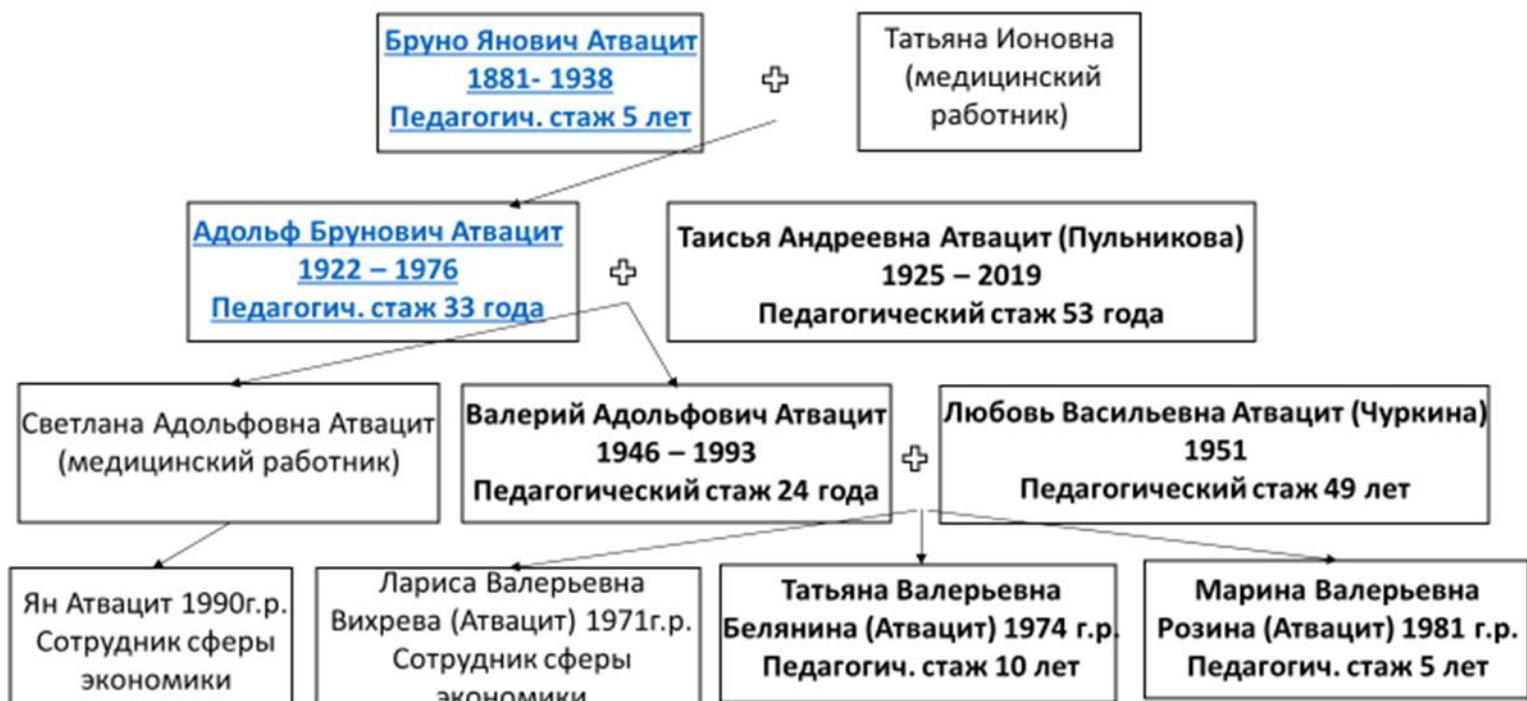 Бруно Янович Атвацит
1881- 1938
Педагогич. стаж 5 лет
Татьяна Ионовна
(медицинский
работник)
Адольф Брунович Атвацит
1922 – 1976
Педагогич. стаж 33 года
Таисья Андреевна Атвацит (Пульникова)
1925 – 2019
Педагогический стаж 53 года
Светлана Адольфовна Атвацит
(медицинский работник)
Валерий Адольфович Атвацит
1946 – 1993
Педагогический стаж 24 года
Любовь Васильевна Атвацит (Чуркина)
1951
Педагогический стаж 49 лет
Ян Атвацит 1990г.р.
Сотрудник сферы
экономики
Лариса Валерьевна
Вихрева (Атвацит) 1971г.р.
Сотрудник сферы
экономики
Татьяна Валерьевна
Белянина (Атвацит) 1974 г.р.
Педагогич. стаж 10 лет
Марина Валерьевна
Розина (Атвацит) 1981 г.р.
Педагогич. стаж 5 лет